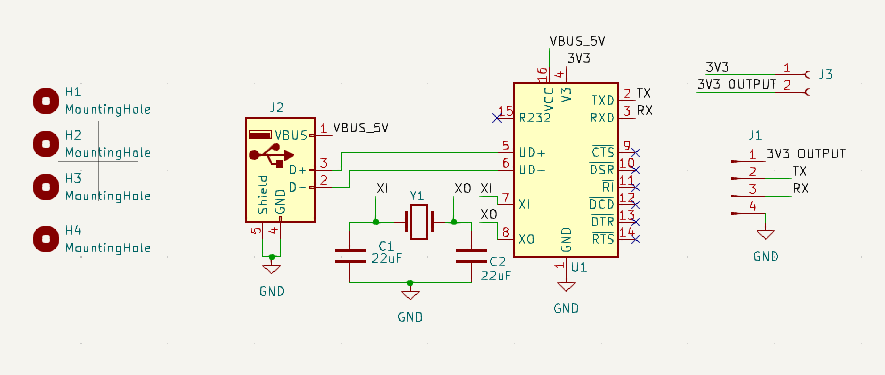 H1
MountingHole
H2
MountingHole
H3
MountingHole
H4
MountingHole
J2
VBUS
1
VBUS_5V
D+
3
D-
2
Shield
GND
5
4
GND
XI
Y1
XO
C1
22uF
C2
22uF
GND
VBUS_5V
3V3
16
4
VCC
V3
15
R232
5
UD+
6
UD-
XI
7
XI
XO
8
XO
TXD
2
TX
RXD
3
RX
CTS
9
DSR
10
RI
11
DCD
12
DTR
13
RTS
14
GND
1
U1
GND
3V3
1
J3
3V3 OUTPUT
2
J1
1
3V3 OUTPUT
2
TX
3
RX
4
GND